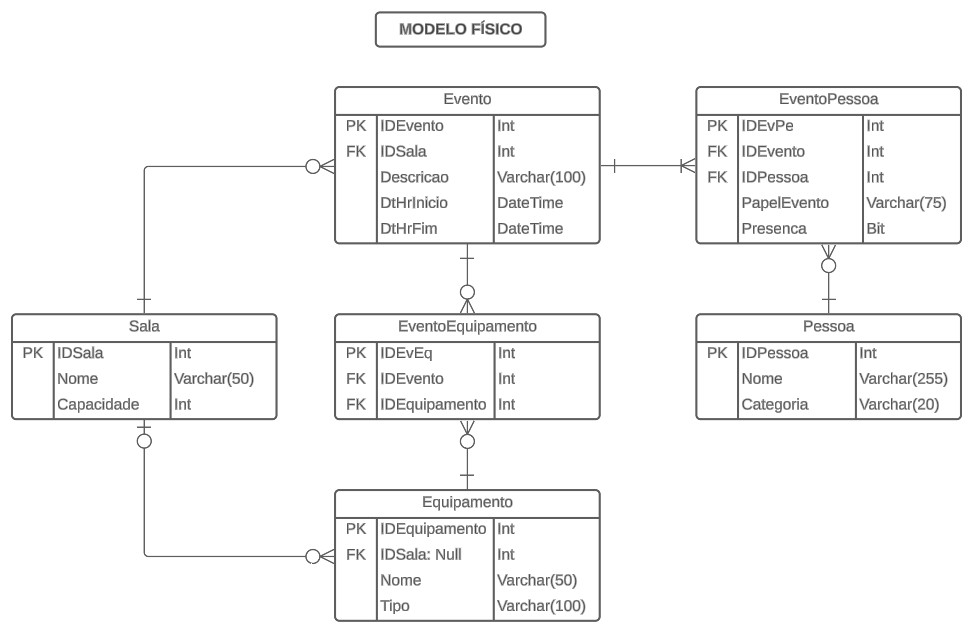 MODELO FÍSICO
Evento
PK IDEvento Int
FK IDSala Int
Descricao Varchar(100)
DtHrInicio DateTime
DtHrFim DateTime
EventoPessoa
PK IDEvPe Int
FK IDEvento Int
FK IDPessoa Int
PapelEvento Varchar(75)
Presenca Bit
Sala
PK IDSala Int
Nome Varchar(50)
Capacidade Int
EventoEquipamento
PK IDEvEq Int
FK IDEvento Int
FK IDEquipamento Int
Pessoa
PK IDPessoa Int
Nome Varchar(255)
Categoria Varchar(20)
Equipamento
PK IDEquipamento Int
FK IDSala: Null Int
Nome Varchar(50)
Tipo Varchar(100)